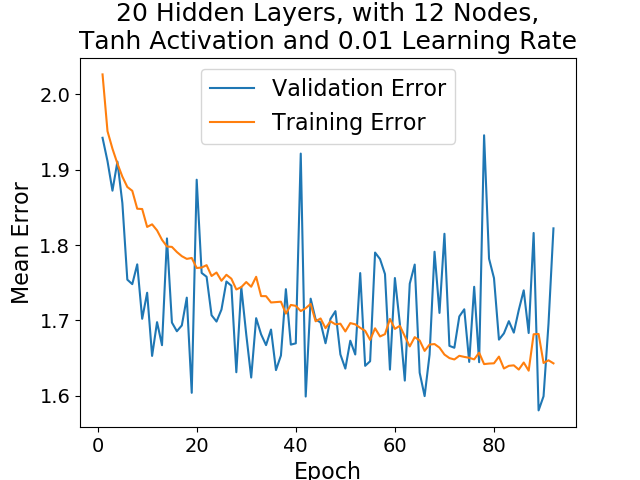 20 Hidden Layers, with 12 Nodes,
Tanh Activation and 0.01 Learning Rate
Validation Error
Training Error
Mean Error
2.0
1.9
1.8
1.7
1.6
0 20 40 60 80
Epoch